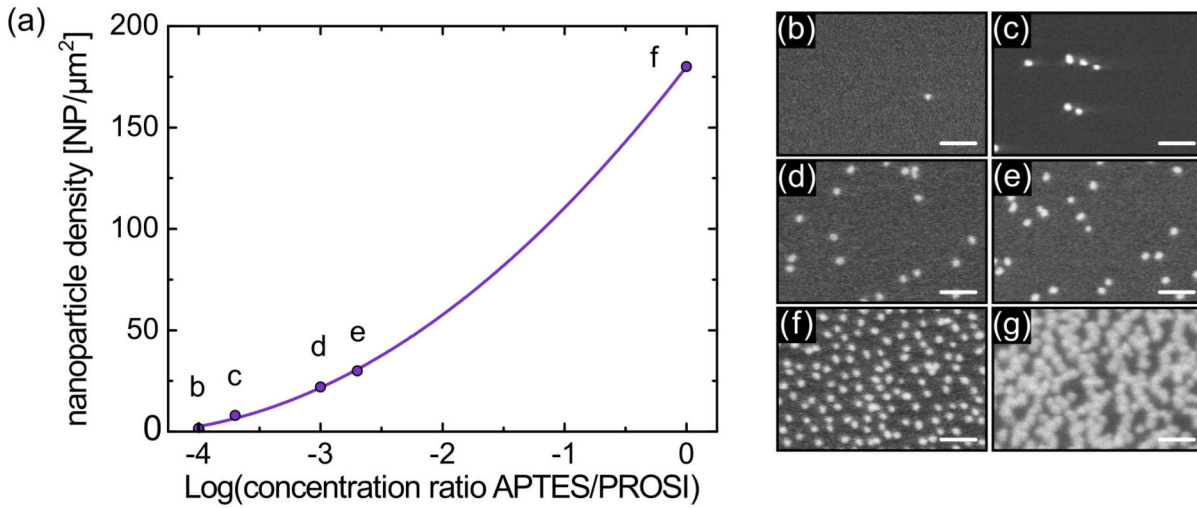 (a)
200
150
100
50
0
nanoparticle density [NP/μm²]
b
c
d
e
f
-4
-3
-2
-1
0
Log(concentration ratio APTES/PROSI)
(b)
(c)
(d)
(e)
(f)
(g)